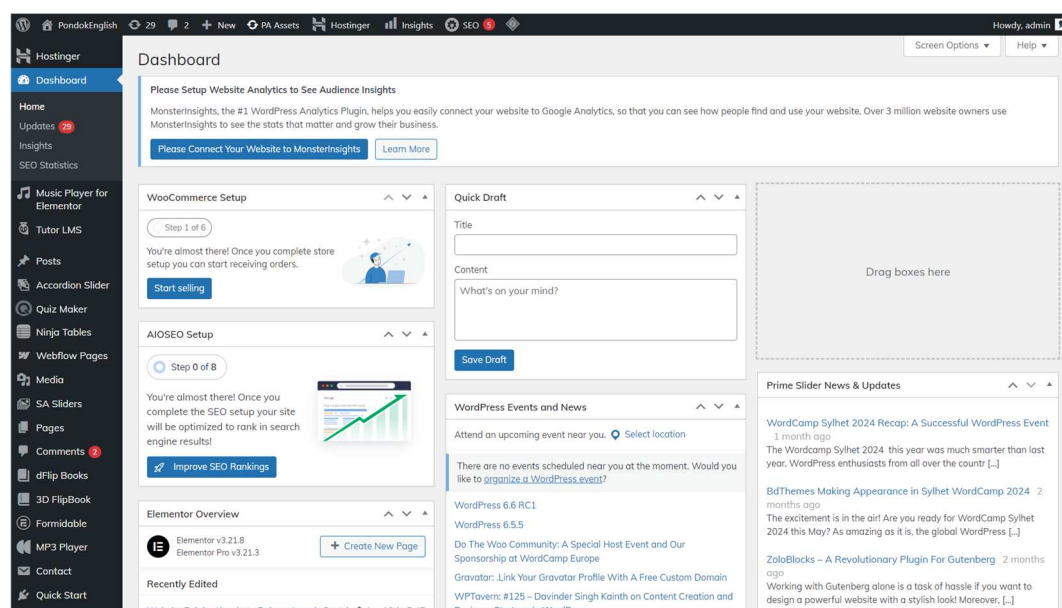 PondokEnglish 29 2 New PA Assets Hostinger Insights SEO 5 Howdy, admin
Hostinger
Dashboard
Home
Updates 29
Insights
SEO Statistics
Music Player for
Elementor
Tutor LMS
Posts
Accordion Slider
Quiz Maker
Ninja Tables
Webflow Pages
Media
SA Sliders
Pages
Comments 2
dFlip Books
3D FlipBook
Formidable
MP3 Player
Contact
Quick Start
Screen Options Help
Dashboard
Please Setup Website Analytics to See Audience Insights
MonsterInsights, the #1 WordPress Analytics Plugin, helps you easily connect your website to Google Analytics, so that you can see how people find and use your website. Over 3 million website owners use
MonsterInsights to see the stats that matter and grow their business.
Please Connect Your Website to MonsterInsights Learn More
WooCommerce Setup
Step 1 of 6
You're almost there! Once you complete store
setup you can start receiving orders.
Start selling
AIOSEO Setup
Step 0 of 8
You're almost there! Once you
complete the SEO setup your site
will be optimized to rank in search
engine results!
Improve SEO Rankings
Elementor Overview
Elementor v3.21.8
Elementor Pro v3.21.3
Create New Page
Recently Edited
Quick Draft
Title
Content
What's on your mind?
Save Draft
WordPress Events and News
Attend an upcoming event near you. Select location
There are no events scheduled near you at the moment. Would you
like to organize a WordPress event?
WordPress 6.6 RC1
WordPress 6.5.5
Do The Woo Community: A Special Host Event and Our
Sponsorship at WordCamp Europe
Gravatar: .Link Your Gravatar Profile With A Free Custom Domain
WPTavern: #125 – Davinder Singh Kainth on Content Creation and
Drag boxes here
Prime Slider News & Updates
WordCamp Sylhet 2024 Recap: A Successful WordPress Event
1 month ago
The Wordcamp Sylhet 2024 this year was much smarter than last
year. WordPress enthusiasts from all over the countr [...]
BdThemes Making Appearance in Sylhet WordCamp 2024 2
months ago
The excitement is in the air! Are you ready for WordCamp Sylhet
2024 this May? As amazing as it is, the global WordPress [...]
ZoloBlocks – A Revolutionary Plugin For Gutenberg 2 months
ago
Working with Gutenberg alone is a task of hassle if you want to
design a powerful website with a stylish look! Moreover, [...]